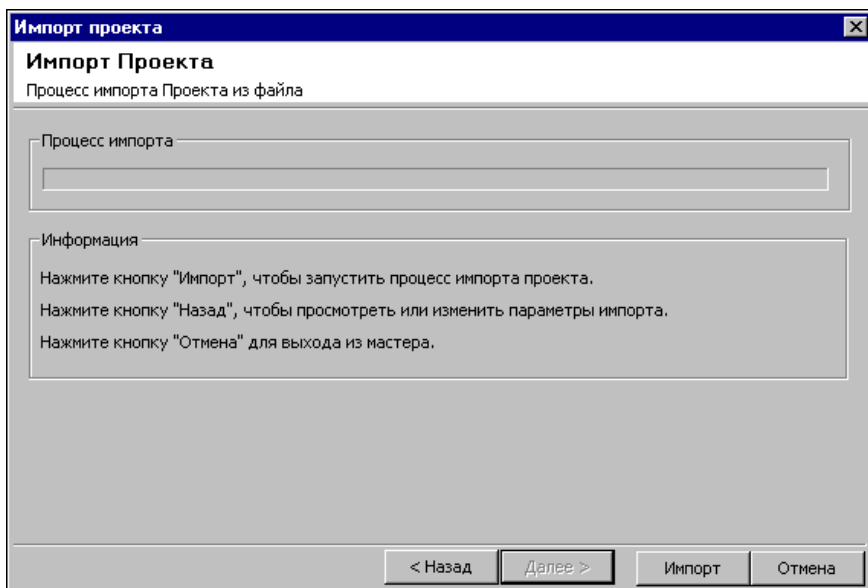 Импорт проекта
Импорт Проекта
Процесс импорта Проекта из файла
Процесс импорта
Информация
Нажмите кнопку "Импорт", чтобы запустить процесс импорта проекта.
Нажмите кнопку "Назад", чтобы просмотреть или изменить параметры импорта.
Нажмите кнопку "Отмена" для выхода из мастера.
< Назад Далее > Импорт Отмена